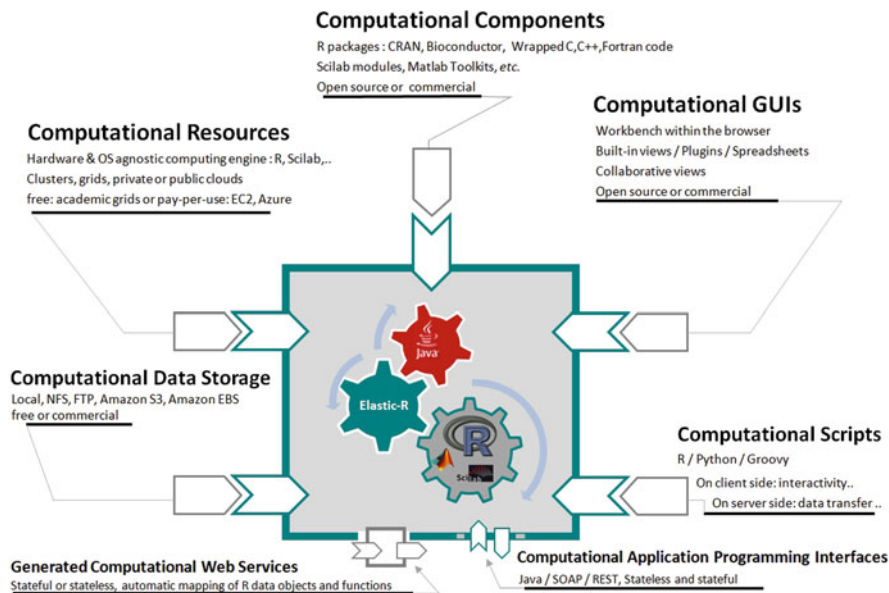 Computational Components
R packages : CRAN, Bioconductor, Wrapped C,C++,Fortran code
Scilab modules, Matlab Toolkits, etc.
Open source or commercial
Computational GUIs
Workbench within the browser
Built-in views / Plugins / Spreadsheets
Collaborative views
Open source or commercial
Computational Resources
Hardware & OS agnostic computing engine : R, Scilab,..
Clusters, grids, private or public clouds
free: academic grids or pay-per-use: EC2, Azure
Java
Elastic-R
R
Computational Data Storage
Local, NFS, FTP, Amazon S3, Amazon EBS
free or commercial
Computational Scripts
R / Python / Groovy
On client side: interactivity..
On server side: data transfer ..
Generated Computational Web Services
Stateful or stateless, automatic mapping of R data objects and functions
Computational Application Programming Interfaces
Java / SOAP / REST, Stateless and stateful